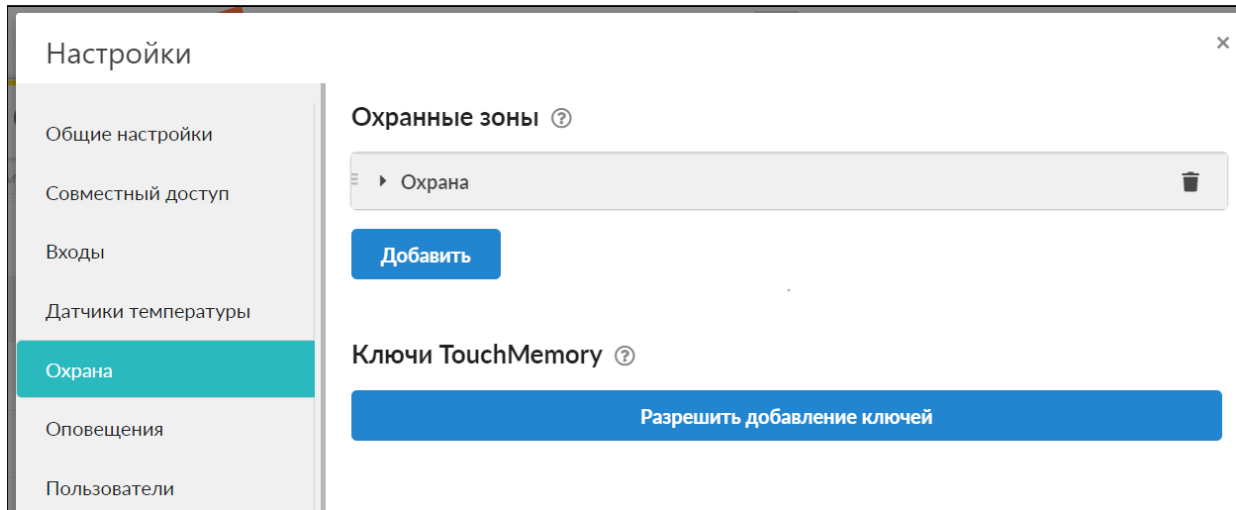 Настройки
Общие настройки
Совместный доступ
Входы
Датчики температуры
Охрана
Оповещения
Пользователи
Охранные зоны
Охрана
Добавить
Ключи TouchMemory
Разрешить добавление ключей